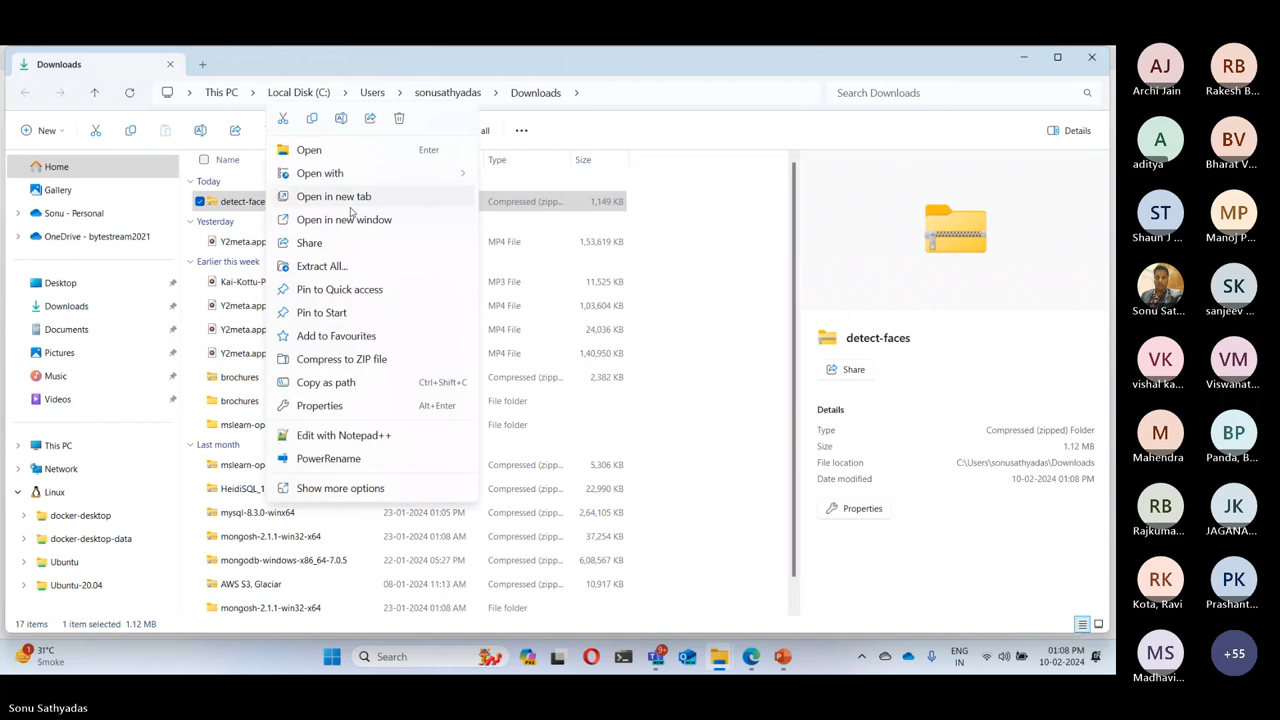 Downloads
This PC
Local Disk (C:)
Users
sonusathyadas
Downloads
Search Downloads
New
all
Details
Home
Gallery
Sonu - Personal
OneDrive - bytestream2021
Desktop
Downloads
Documents
Pictures
Music
Videos
This PC
Network
Linux
docker-desktop
docker-desktop-data
Ubuntu
Ubuntu-20.04
Name
Type
Size
Today
detect-face
Compressed (zipp...
1,149 KB
Yesterday
Y2meta.app
MP4 File
1,53,619 KB
Earlier this week
Kai-Kottu-P
MP3 File
11,525 KB
Y2meta.app
MP4 File
1,03,604 KB
Y2meta.app
MP4 File
24,036 KB
Y2meta.app
MP4 File
1,40,950 KB
brochures
Compressed (zipp...
2,382 KB
brochures
File folder
mslearn-op
File folder
Last month
mslearn-op
Compressed (zipp...
5,306 KB
HeidiSQL_1
Compressed (zipp...
22,990 KB
mysql-8.3.0-winx64
23-01-2024 01:05 PM
Compressed (zipp...
2,64,105 KB
mongosh-2.1.1-win32-x64
23-01-2024 01:08 AM
Compressed (zipp...
37,254 KB
mongodb-windows-x86_64-7.0.5
22-01-2024 05:27 PM
Compressed (zipp...
6,08,567 KB
AWS S3, Glaciar
08-01-2024 11:13 AM
Compressed (zipp...
10,917 KB
mongosh-2.1.1-win32-x64
23-01-2024 01:08 AM
File folder
Open
Enter
Open with
Open in new tab
Open in new window
Share
Extract All...
Pin to Quick access
Pin to Start
Add to Favourites
Compress to ZIP file
Copy as path
Ctrl+Shift+C
Properties
Alt+Enter
Edit with Notepad++
PowerRename
Show more options
detect-faces
Share
Details
Type
Compressed (zipped) Folder
Size
1.12 MB
File location
C:\Users\sonusathyadas\Downloads
Date modified
10-02-2024 01:08 PM
Properties
17 items
1 item selected
1.12 MB
1
31°C
Smoke
Search
9+
ENG
IN
01:08 PM
10-02-2024
AJ
Archi Jain
RB
Rakesh B...
A
aditya
BV
Bharat V...
ST
Shaun J ...
MP
Manoj P...
Sonu Sat...
SK
sanjeev ...
VK
vishal ka...
VM
Viswanat...
M
Mahendra
BP
Panda, B...
RB
Rajkuma...
JK
JAGANA...
RK
Kota, Ravi
PK
Prashant...
MS
Madhavi...
+55
Sonu Sathyadas